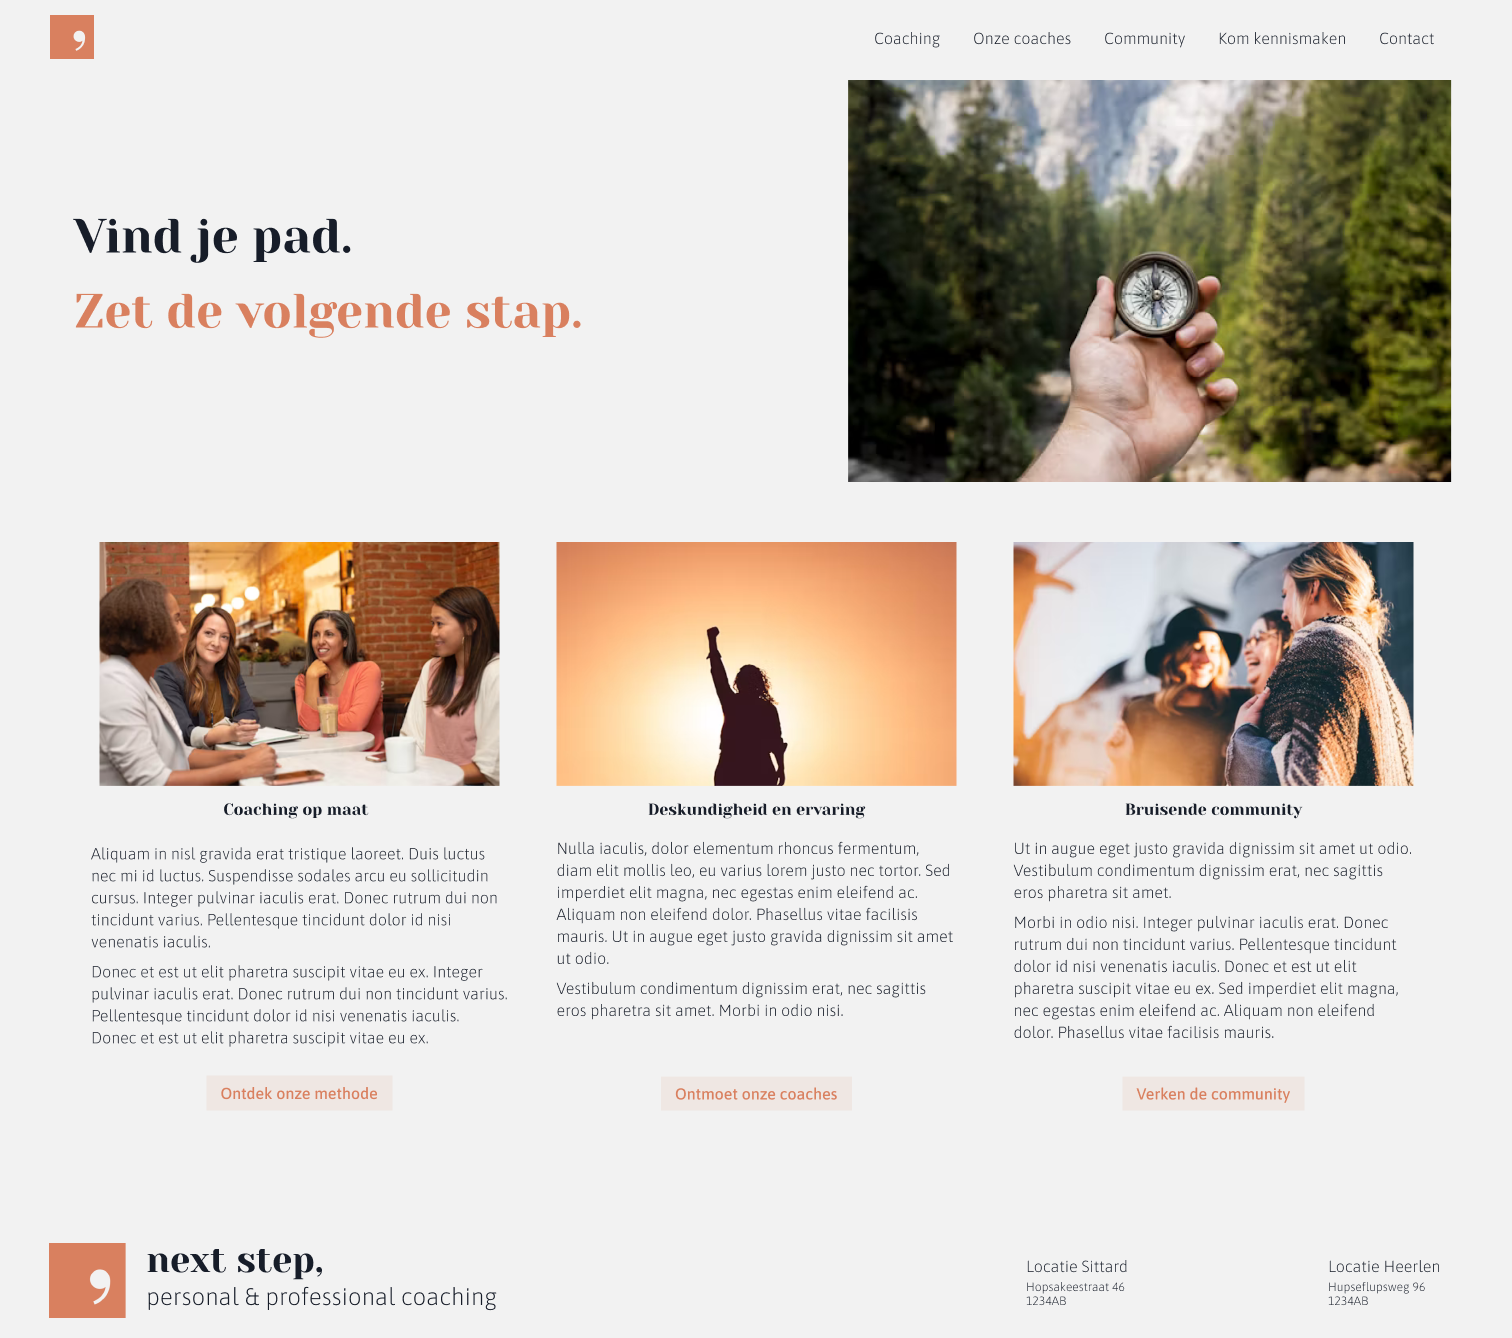 ,
Coaching Onze coaches Community Kom kennismaken Contact
Vind je pad.
Zet de volgende stap.
Coaching op maat
Aliquam in nisl gravida erat tristique laoreet. Duis luctus
nec mi id luctus. Suspendisse sodales arcu eu sollicitudin
cursus. Integer pulvinar iaculis erat. Donec rutrum dui non
tincidunt varius. Pellentesque tincidunt dolor id nisi
venenatis iaculis.
Donec et est ut elit pharetra suscipit vitae eu ex. Integer
pulvinar iaculis erat. Donec rutrum dui non tincidunt varius.
Pellentesque tincidunt dolor id nisi venenatis iaculis.
Donec et est ut elit pharetra suscipit vitae eu ex.
Ontdek onze methode
Deskundigheid en ervaring
Nulla iaculis, dolor elementum rhoncus fermentum,
diam elit mollis leo, eu varius lorem justo nec tortor. Sed
imperdiet elit magna, nec egestas enim eleifend ac.
Aliquam non eleifend dolor. Phasellus vitae facilisis
mauris. Ut in augue eget justo gravida dignissim sit amet
ut odio.
Vestibulum condimentum dignissim erat, nec sagittis
eros pharetra sit amet. Morbi in odio nisi.
Ontmoet onze coaches
Bruisende community
Ut in augue eget justo gravida dignissim sit amet ut odio.
Vestibulum condimentum dignissim erat, nec sagittis
eros pharetra sit amet.
Morbi in odio nisi. Integer pulvinar iaculis erat. Donec
rutrum dui non tincidunt varius. Pellentesque tincidunt
dolor id nisi venenatis iaculis. Donec et est ut elit
pharetra suscipit vitae eu ex. Sed imperdiet elit magna,
nec egestas enim eleifend ac. Aliquam non eleifend
dolor. Phasellus vitae facilisis mauris.
Verken de community
,
next step,
personal & professional coaching
Locatie Sittard
Hopsakeestraat 46
1234AB
Locatie Heerlen
Hupseflupsweg 96
1234AB